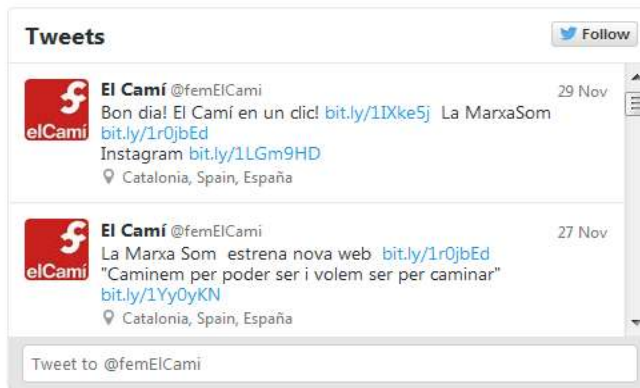 Tweets
Follow
El Camí @femElCami
29 Nov
Bon dia! El Camí en un clic! bit.ly/1IXke5j La MarxaSom
bit.ly/1r0jbEd
Instagram bit.ly/1LGm9HD
Catalonia, Spain, España
elCamí
El Camí @femElCami
27 Nov
La Marxa Som estrena nova web bit.ly/1r0jbEd
"Caminem per poder ser i volem ser per caminar"
bit.ly/1Yy0yKN
Catalonia, Spain, España
elCamí
Tweet to @femElCami